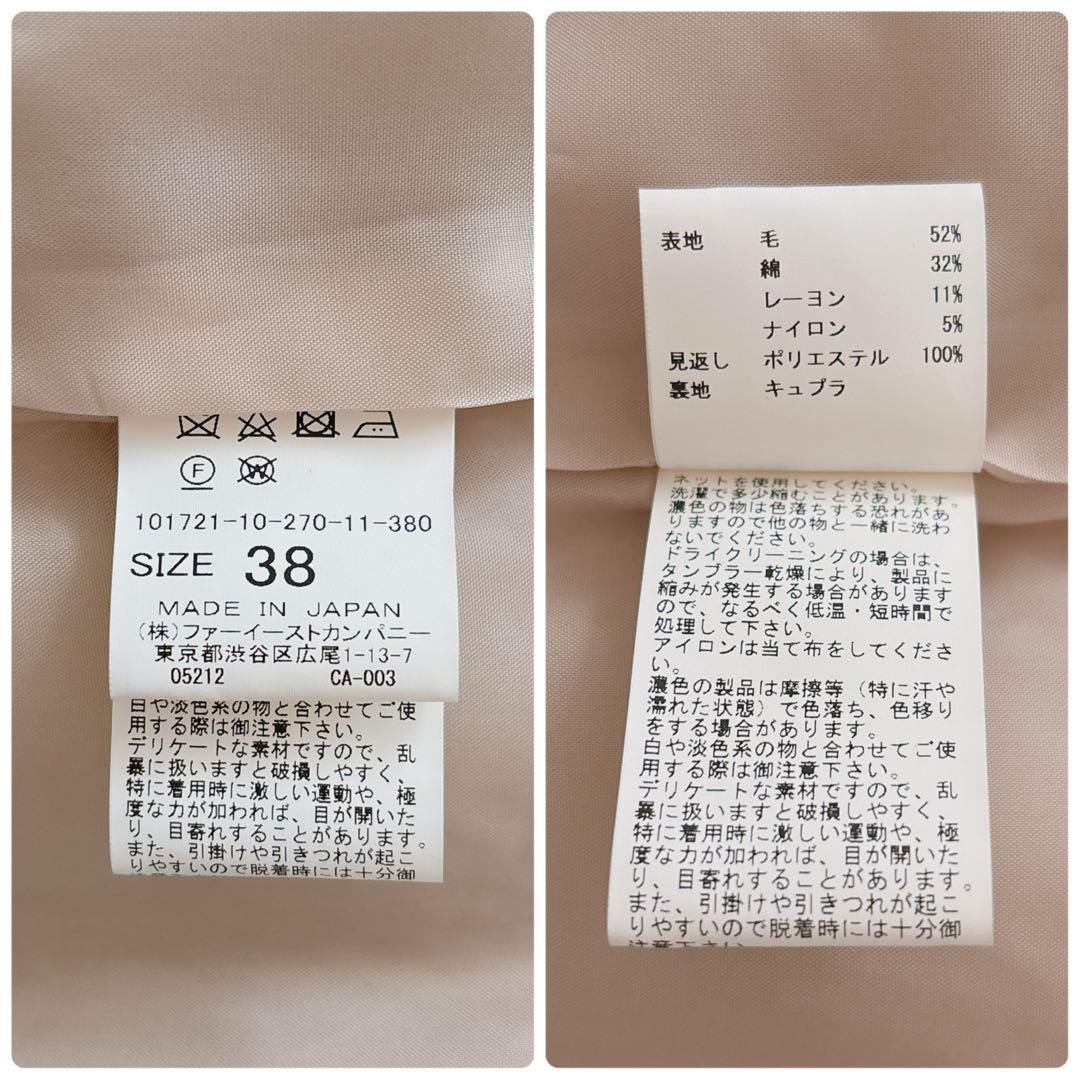 F
W
101721-10-270-11-380
SIZE 38
MADE IN JAPAN
(株)ファーイーストカンパニー
東京都渋谷区広尾1-13-7
05212 CA-003
白や淡色系の物と合わせてご使
用する際は御注意下さい。
デリケートな素材ですので、乱
暴に扱いますと破損しやすく、
特に着用時に激しい運動や、極
度な力が加われば、目が開いた
り、目寄れすることがあります。
また、引掛けや引きつれが起こ
りやすいので脱着時には十分御
表地 毛 52%
綿 32%
レーヨン 11%
ナイロン 5%
見返し ポリエステル 100%
裏地 キュプラ
ネットを使用してください。
洗濯で多少縮むことがあります。
濃色の物は色落ちする恐れがあ
りますので他の物と一緒に洗わ
ないでください。
ドライクリーニングの場合は、
タンブラー乾燥により、製品に
縮みが発生する場合があります
ので、なるべく低温・短時間で
処理して下さい。
アイロンは当て布をしてくださ
い。
濃色の製品は摩擦等（特に汗や
濡れた状態）で色落ち、色移り
をする場合があります。
白や淡色系の物と合わせてご使
用する際は御注意下さい。
デリケートな素材ですので、乱
暴に扱いますと破損しやすく、
特に着用時に激しい運動や、極
度な力が加われば、目が開いた
り、目寄れすることがあります。
また、引掛けや引きつれが起こ
りやすいので脱着時には十分御
注意下さい。